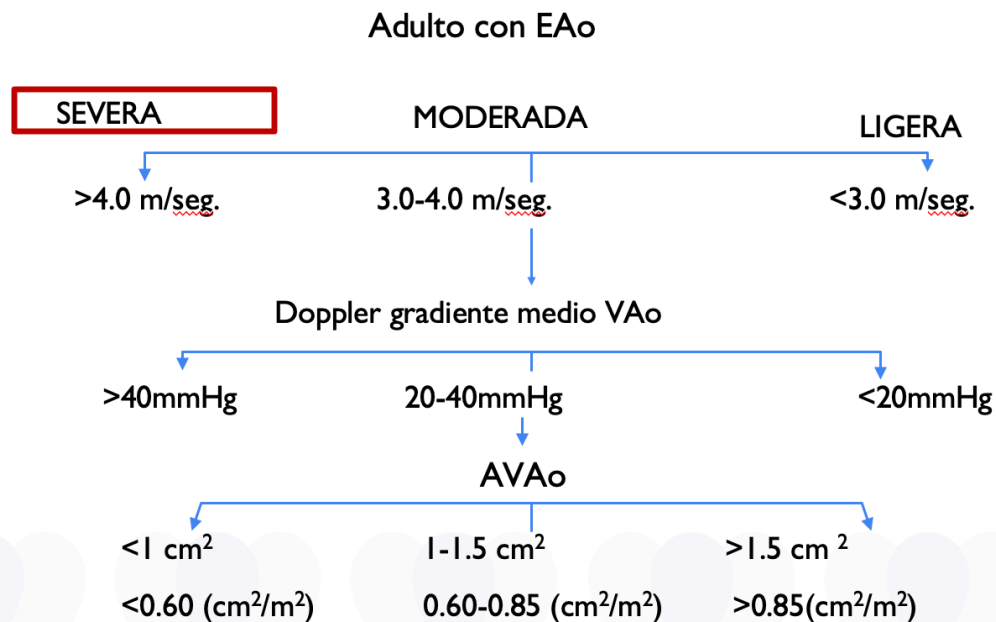 Adulto con EAo
SEVERA MODERADA LIGERA
>4.0 m/seg. 3.0-4.0 m/seg. <3.0 m/seg.
Doppler gradiente medio VAo
>40mmHg 20-40mmHg <20mmHg
AVAo
<1 cm² 1-1.5 cm² >1.5 cm ²
<0.60 (cm²/m²) 0.60-0.85 (cm²/m²) >0.85(cm²/m²)